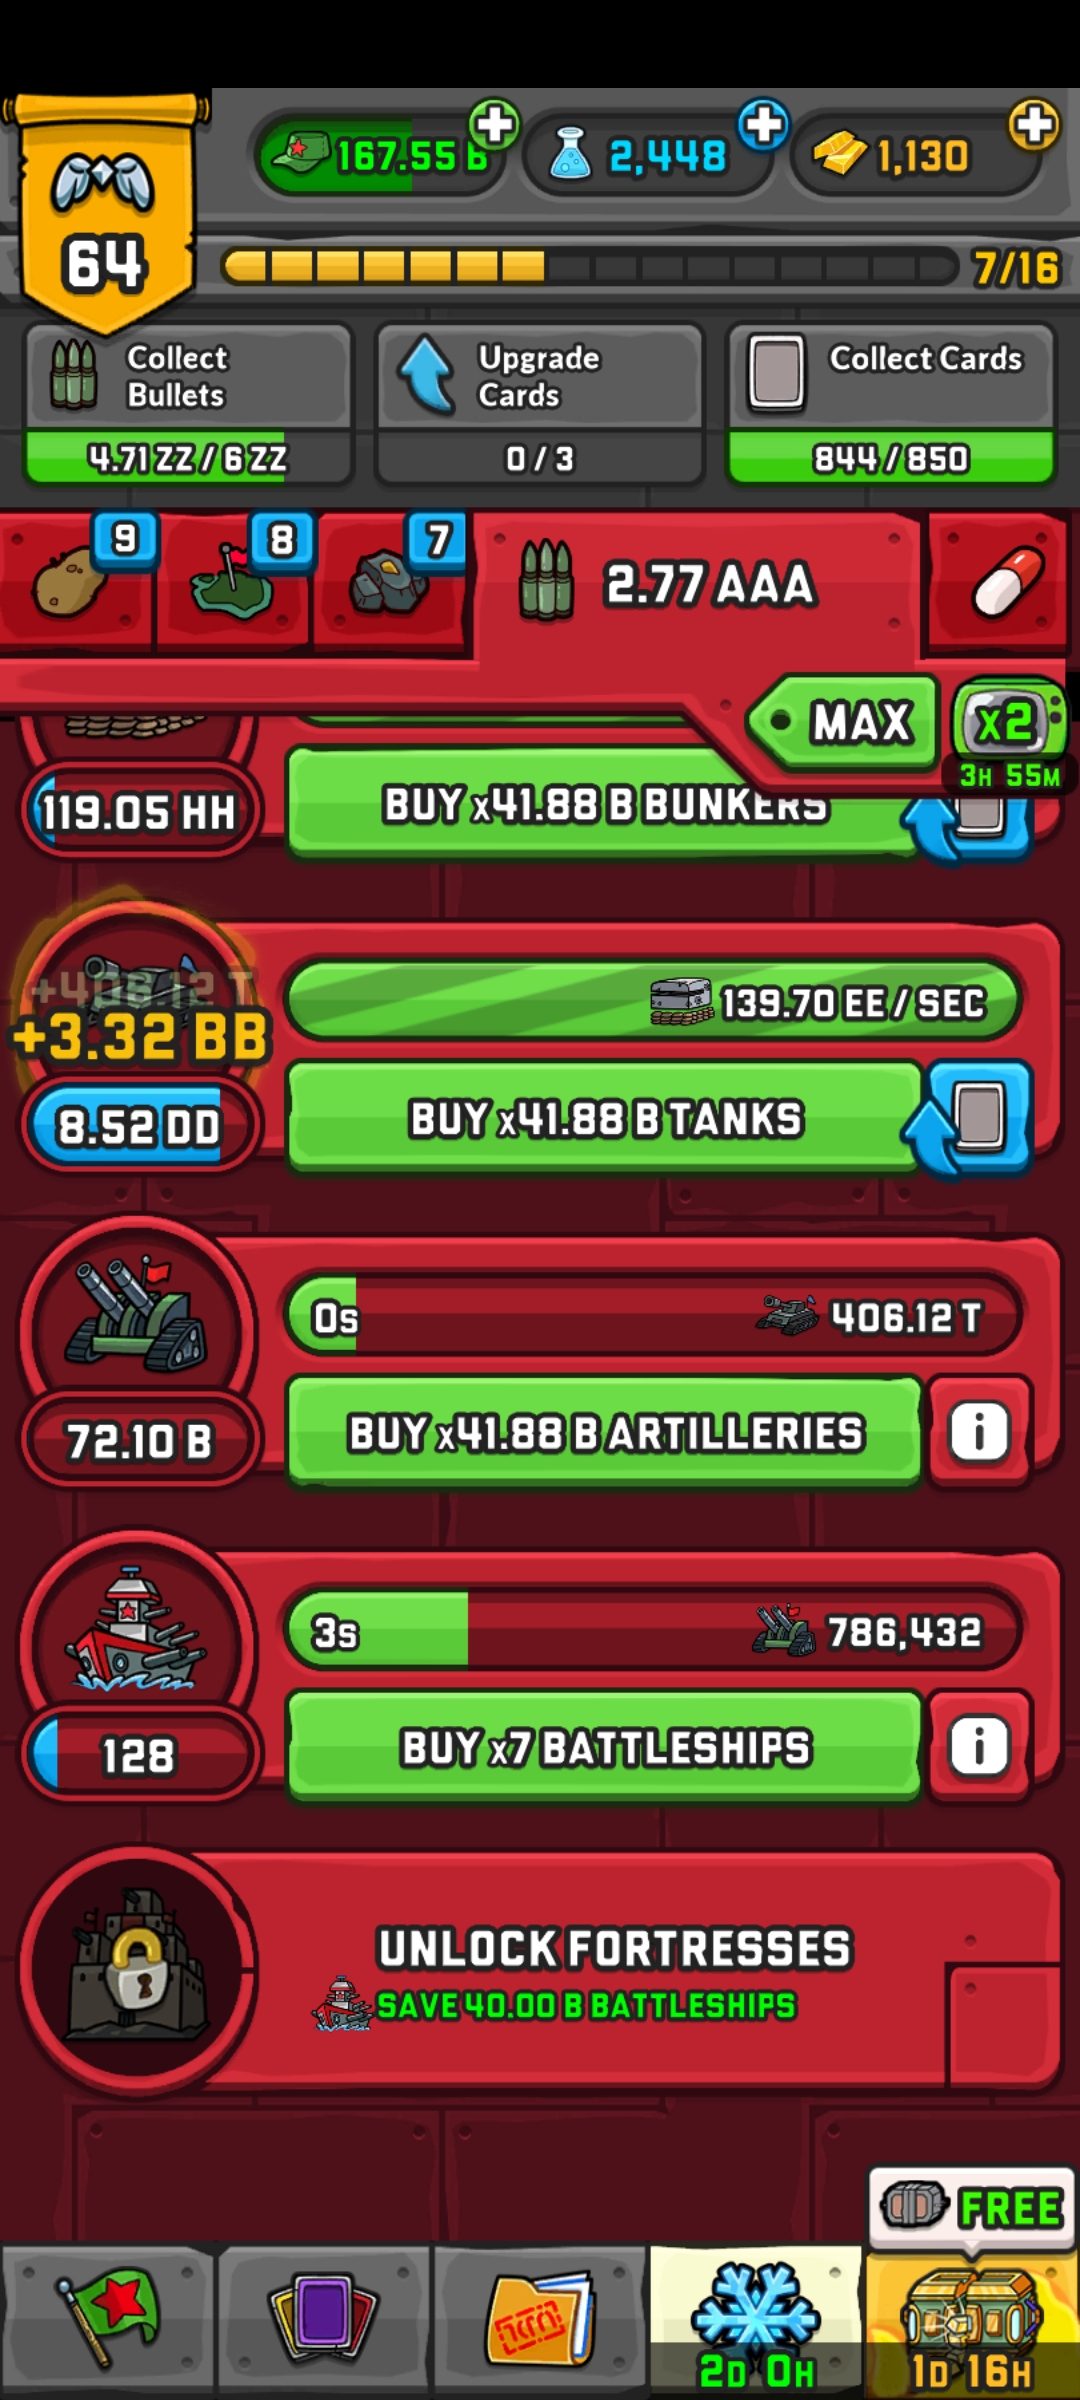 167.55 B
2,448
1,130
64
7/16
Collect
Bullets
Upgrade
Cards
Collect Cards
4.71 ZZ / 6 ZZ
0 / 3
844 / 850
9
8
7
2.77 AAA
MAX
x2
3H 55M
119.05 HH
BUY x41.88 B BUNKERS
+406.12 T
+3.32 BB
139.70 EE / SEC
8.52 DD
BUY x41.88 B TANKS
0s
406.12 T
72.10 B
BUY x41.88 B ARTILLERIES
i
3s
786,432
128
BUY x7 BATTLESHIPS
i
UNLOCK FORTRESSES
SAVE 40.00 B BATTLESHIPS
FREE
2D 0H
1D 16H